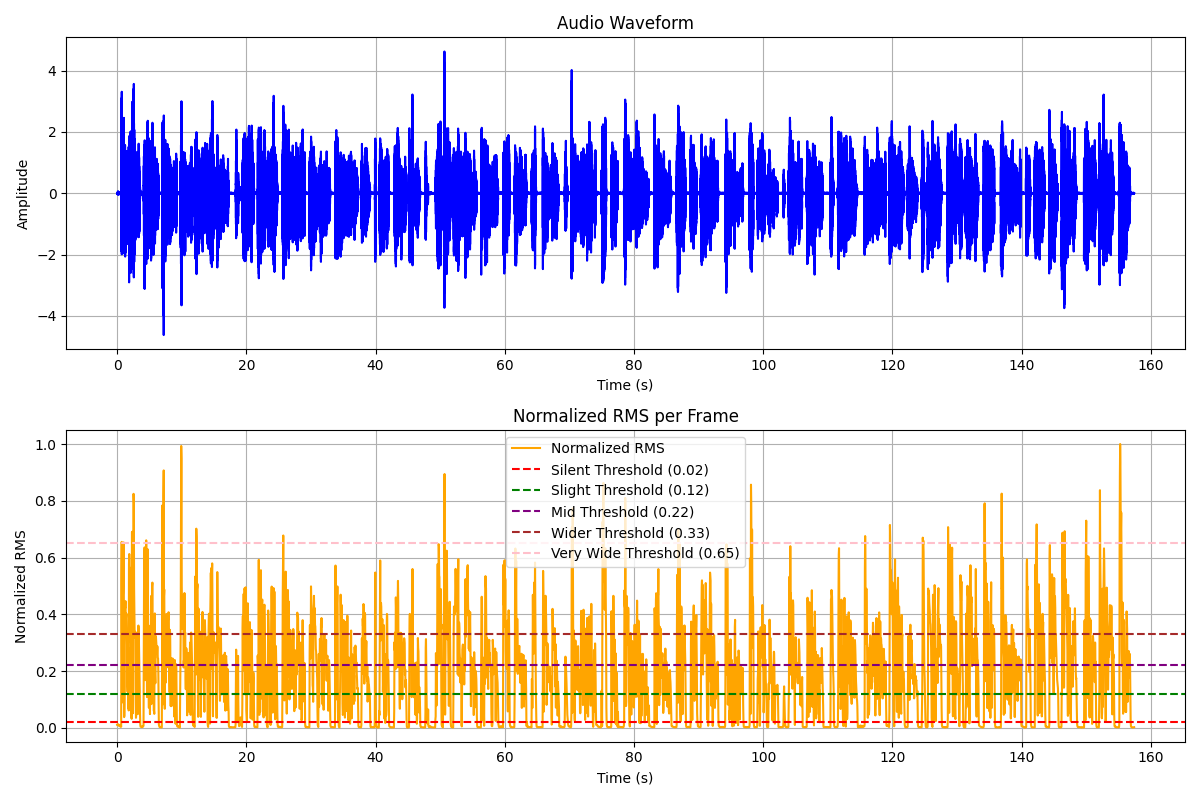 Audio Waveform
4
2
0
−2
−4
Amplitude
0 20 40 60 80 100 120 140 160
Time (s)
Normalized RMS per Frame
1.0
0.8
0.6
0.4
0.2
0.0
Normalized RMS
Normalized RMS
Silent Threshold (0.02)
Slight Threshold (0.12)
Mid Threshold (0.22)
Wider Threshold (0.33)
Very Wide Threshold (0.65)
0 20 40 60 80 100 120 140 160
Time (s)